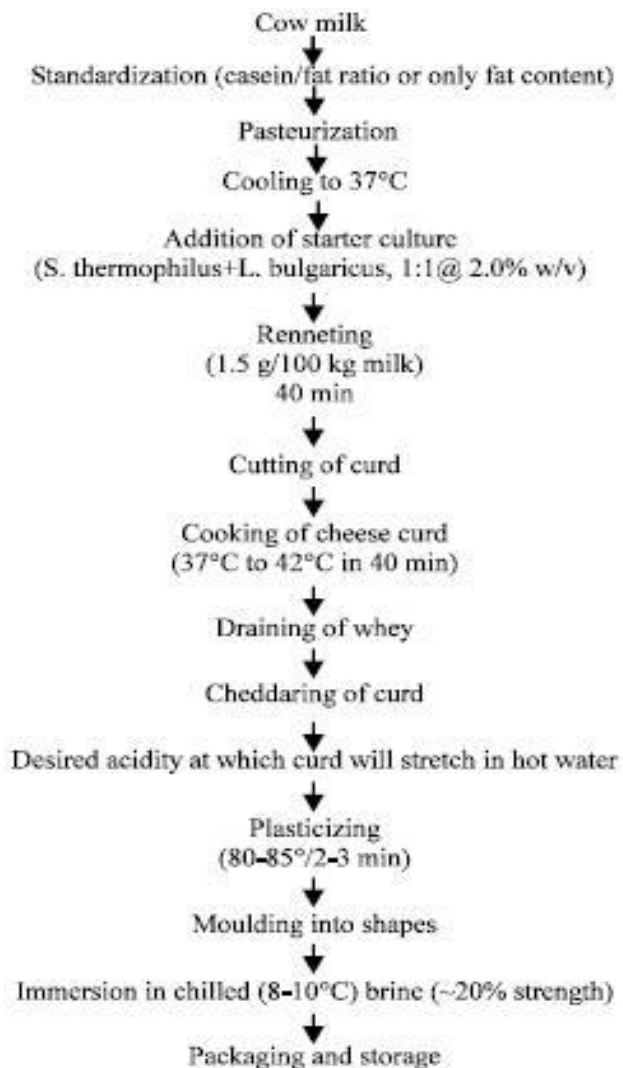 Cow milk
Standardization (casein/fat ratio or only fat content)
Pasteurization
Cooling to 37°C
Addition of starter culture
(S. thermophilus+L. bulgaricus, 1:1@ 2.0% w/v)
Renneting
(1.5 g/100 kg milk)
40 min
Cutting of curd
Cooking of cheese curd
(37°C to 42°C in 40 min)
Draining of whey
Cheddaring of curd
Desired acidity at which curd will stretch in hot water
Plasticizing
(80-85°/2-3 min)
Moulding into shapes
Immersion in chilled (8-10°C) brine (~20% strength)
Packaging and storage